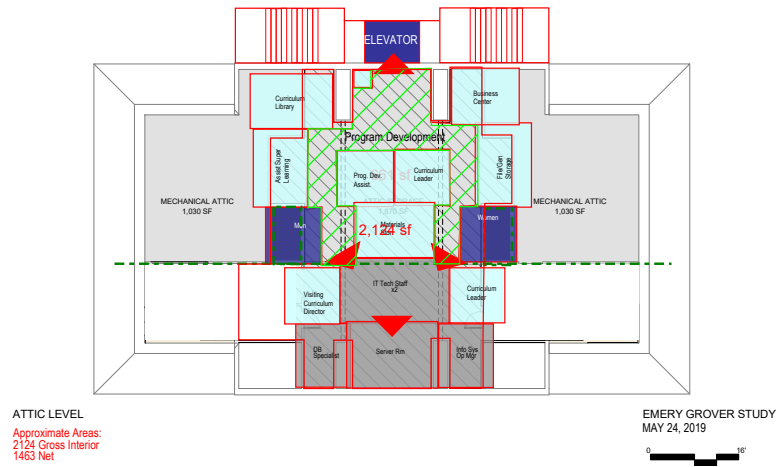 ELEVATOR
Curriculum
Library
Business
Center
Program Development
Assist Super
Learning
Prog. Dev.
Assist.
Curriculum
Leader
File/Gen
Storage
MECHANICAL ATTIC
1,030 SF
MECHANICAL ATTIC
1,030 SF
Men
Materials
2,124 sf
Women
IT Tech Staff
x2
Visiting
Curriculum
Director
Curriculum
Leader
DB
Specialist
Server Rm
Info Sys
Op Mgr
ATTIC LEVEL
Approximate Areas:
2124 Gross Interior
1463 Net
EMERY GROVER STUDY
MAY 24, 2019
0 16'